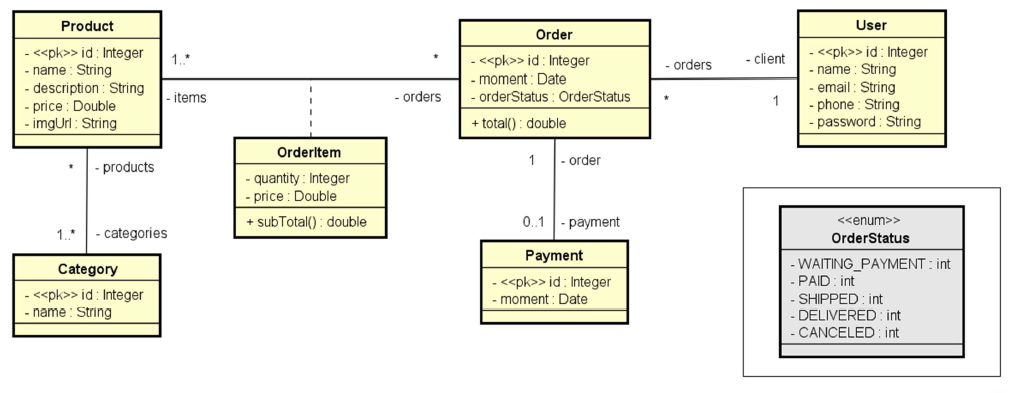 Product
- <<pk>> id : Integer
- name : String
- description : String
- price : Double
- imgUrl : String
1..*
- items
*
- orders
Order
- <<pk>> id : Integer
- moment : Date
- orderStatus : OrderStatus
+ total() : double
- orders
*
- client
1
User
- <<pk>> id : Integer
- name : String
- email : String
- phone : String
- password : String
OrderItem
- quantity : Integer
- price : Double
+ subTotal() : double
* - products
1..* - categories
Category
- <<pk>> id : Integer
- name : String
1 - order
0..1 - payment
Payment
- <<pk>> id : Integer
- moment : Date
<<enum>>
OrderStatus
- WAITING_PAYMENT : int
- PAID : int
- SHIPPED : int
- DELIVERED : int
- CANCELED : int